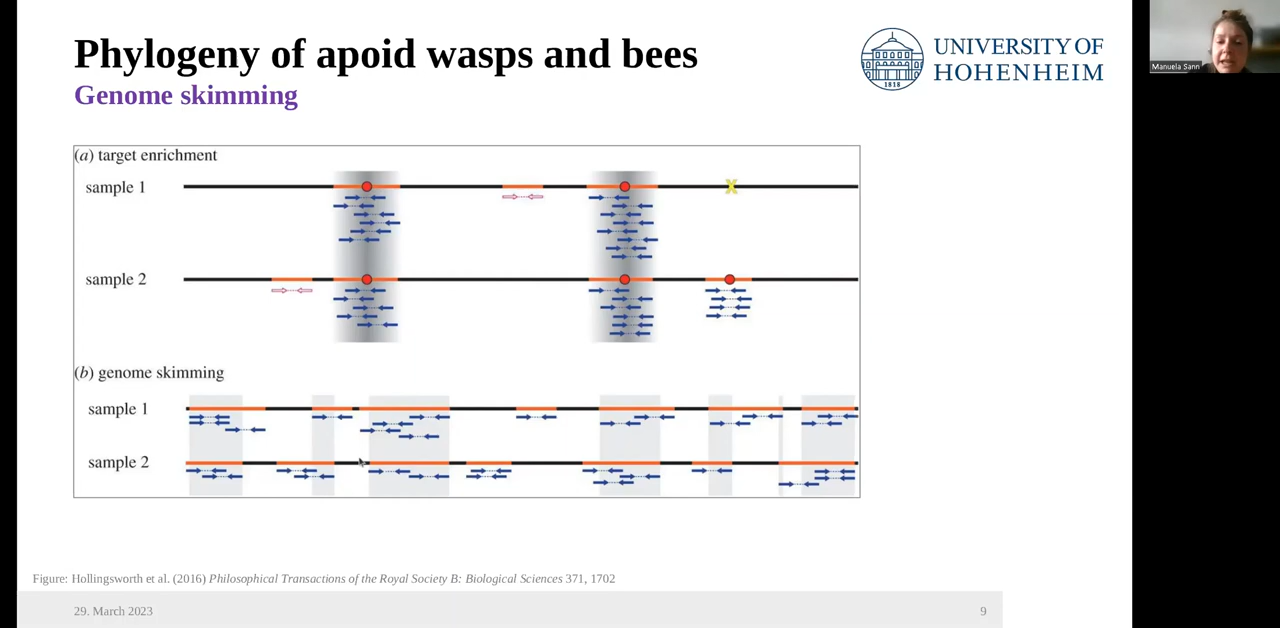 Phylogeny of apoid wasps and bees
Genome skimming
UNIVERSITY OF
HOHENHEIM
1818
Manuela Sann
(a) target enrichment
sample 1
sample 2
(b) genome skimming
sample 1
sample 2
Figure: Hollingsworth et al. (2016) Philosophical Transactions of the Royal Society B: Biological Sciences 371, 1702
29. March 2023
9